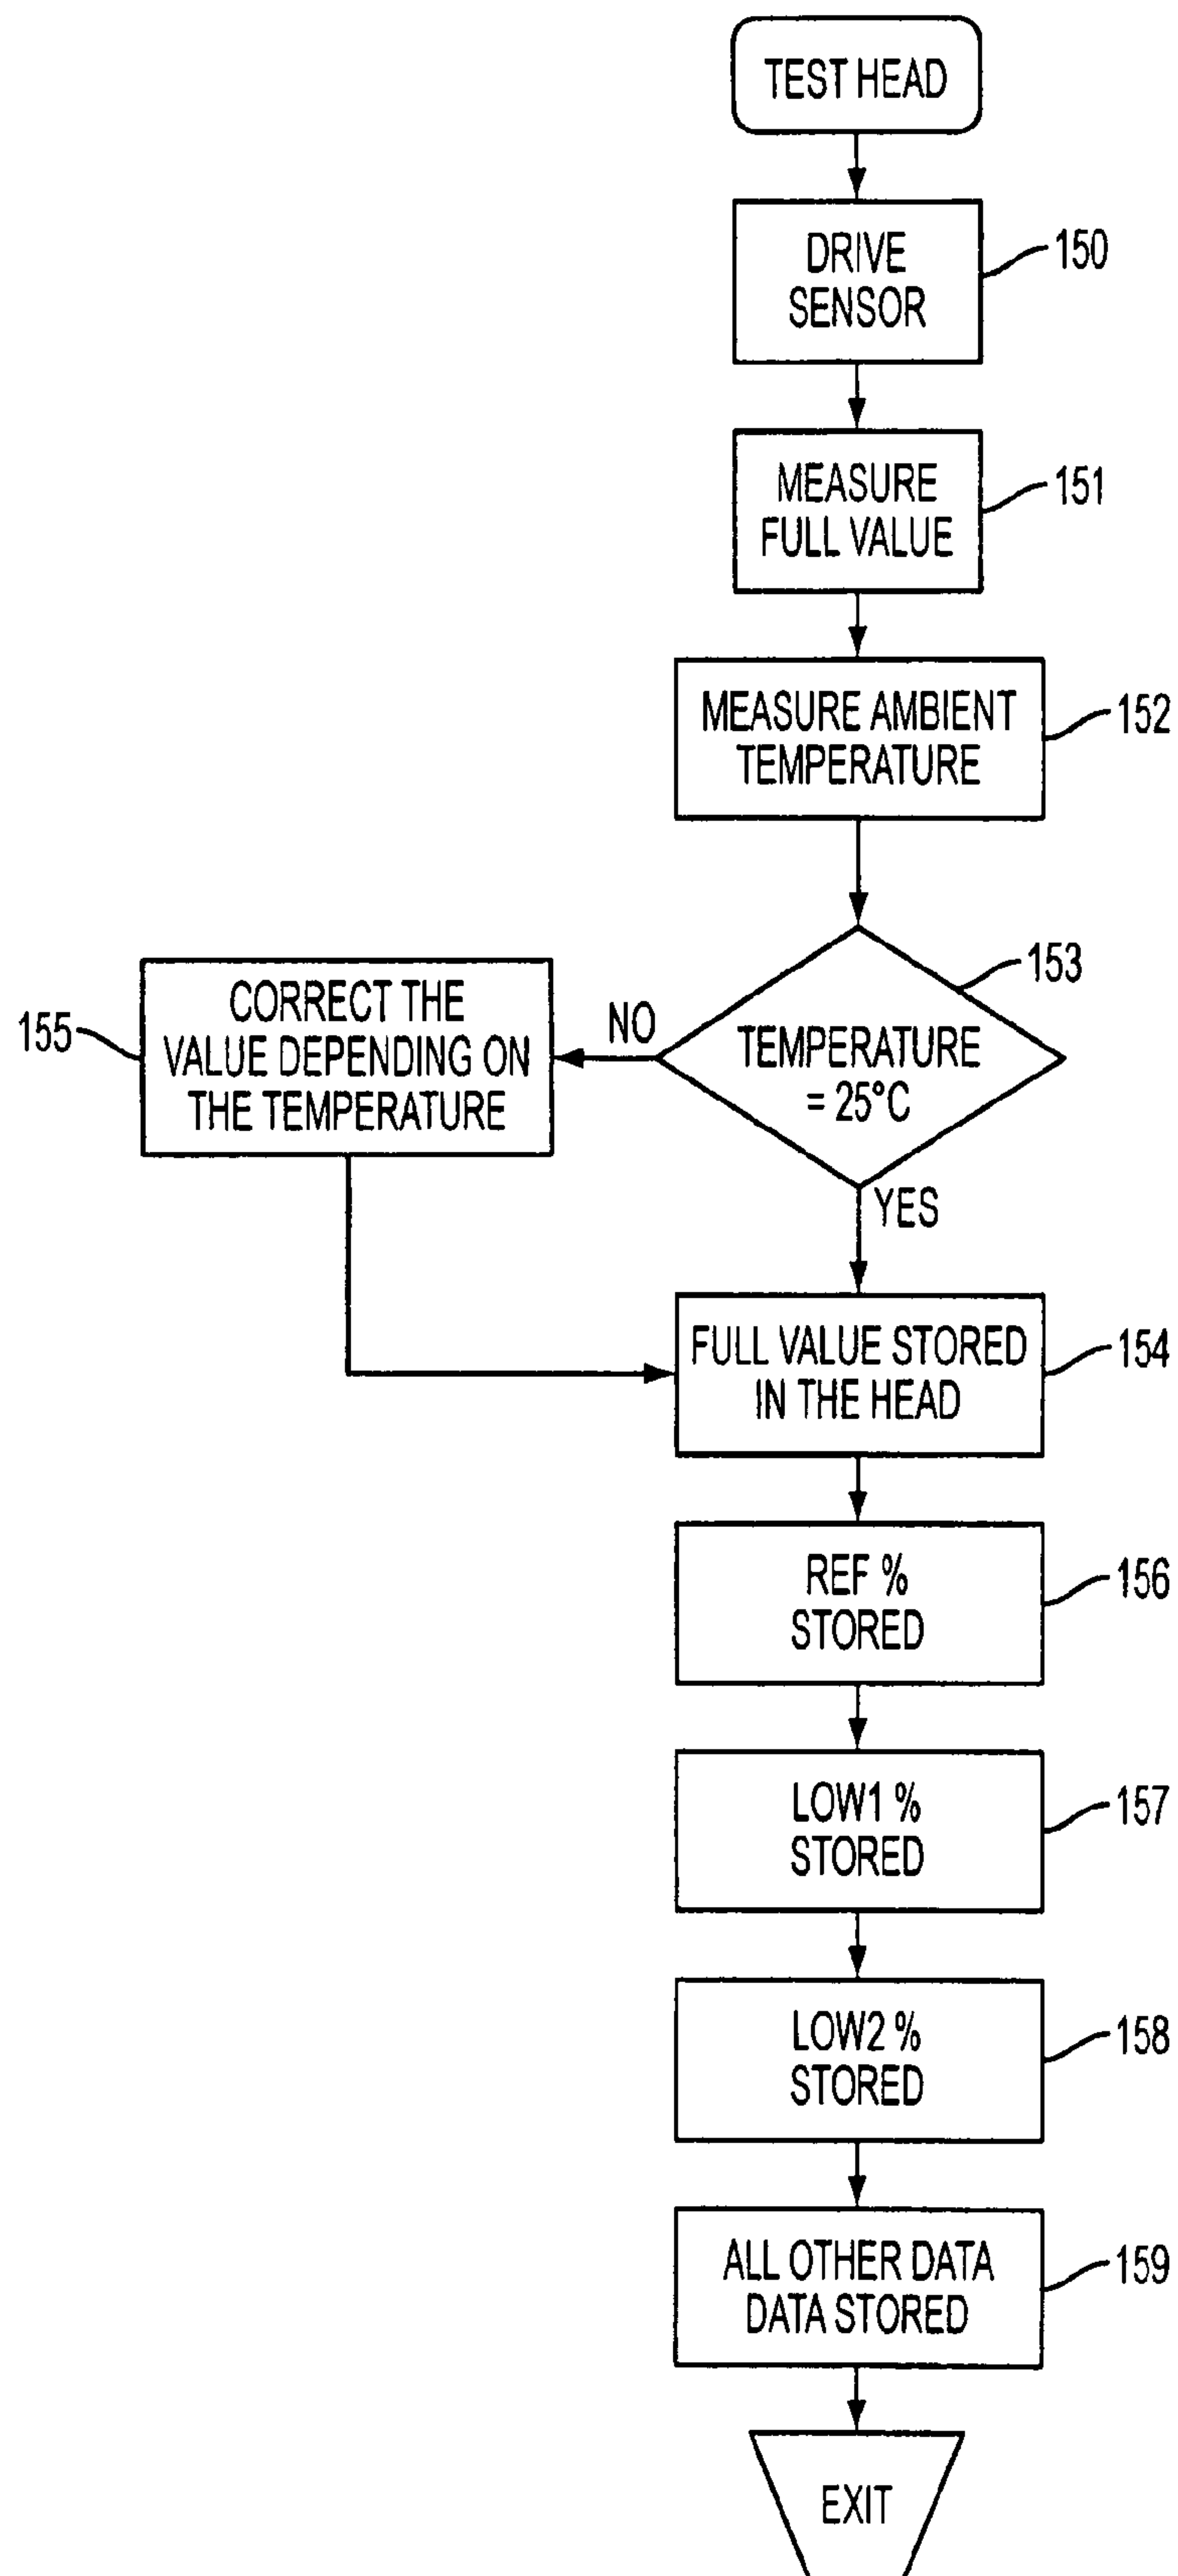 TEST HEAD
DRIVE
SENSOR
150
MEASURE
FULL VALUE
151
MEASURE AMBIENT
TEMPERATURE
152
153
TEMPERATURE
= 25°C
NO
155
CORRECT THE
VALUE DEPENDING ON
THE TEMPERATURE
YES
FULL VALUE STORED
IN THE HEAD
154
REF %
STORED
156
LOW1 %
STORED
157
LOW2 %
STORED
158
ALL OTHER DATA
DATA STORED
159
EXIT